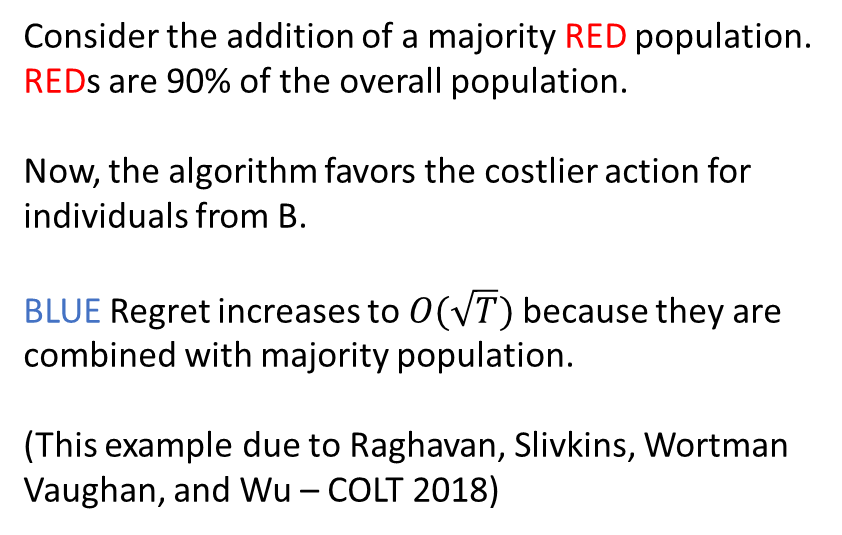 Consider the addition of a majority RED population.
REDs are 90% of the overall population.
Now, the algorithm favors the costlier action for
individuals from B.
BLUE Regret increases to 𝑂(√𝑇) because they are
combined with majority population.
(This example due to Raghavan, Slivkins, Wortman
Vaughan, and Wu – COLT 2018)